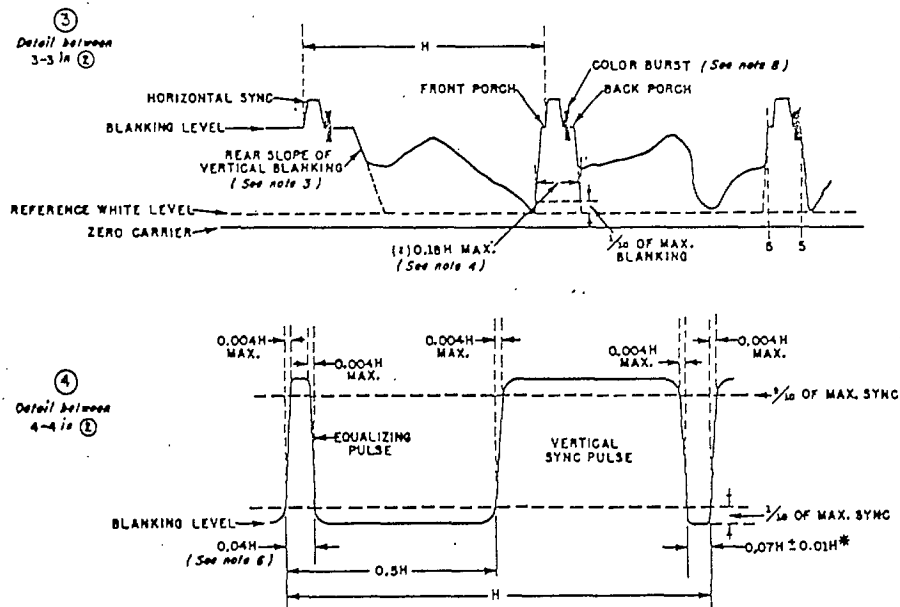 ③
Detail between
3-3 in ②
H
COLOR BURST (See note 8)
FRONT PORCH
BACK PORCH
HORIZONTAL SYNC
BLANKING LEVEL
REAR SLOPE OF
VERTICAL BLANKING
(See note 3)
REFERENCE WHITE LEVEL
ZERO CARRIER
0.18H MAX.
(See note 4)
1/10 OF MAX.
BLANKING
5 5
④
Detail between
4-4 in ②
0.004H
MAX.
0.004H
MAX.
0.004H
MAX.
0.004H
MAX.
0.004H
MAX.
9/10 OF MAX. SYNC
EQUALIZING
PULSE
VERTICAL
SYNC PULSE
BLANKING LEVEL
1/10 OF MAX. SYNC
0.04H
(See note 6)
0.5H
0.07H ± 0.01H*
H